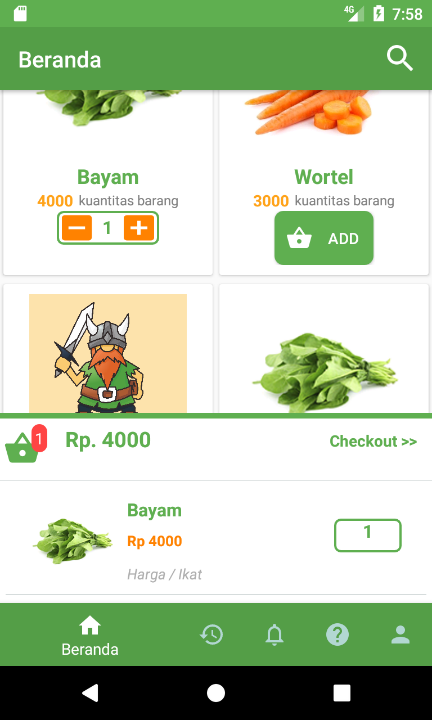 4G 7:58
Beranda
Bayam
4000 kuantitas barang
1
Wortel
3000 kuantitas barang
ADD
1
Rp. 4000
Checkout >>
Bayam
Rp 4000
Harga / Ikat
1
Beranda